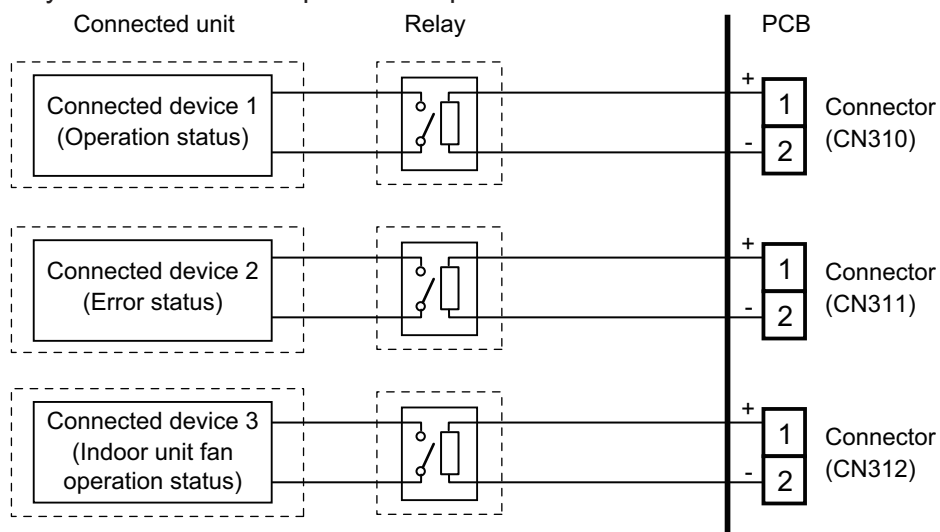 Connected unit
Relay
PCB
Connected device 1
(Operation status)
+
-
1
2
Connector
(CN310)
Connected device 2
(Error status)
+
-
1
2
Connector
(CN311)
Connected device 3
(Indoor unit fan
operation status)
+
-
1
2
Connector
(CN312)